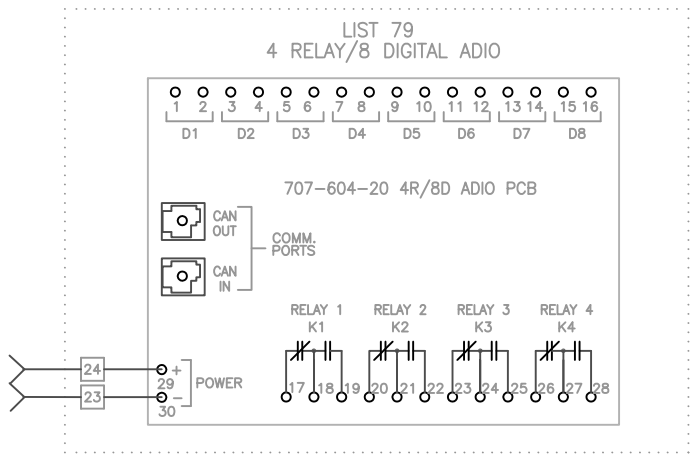 LIST 79
4 RELAY/8 DIGITAL ADIO
1 2 3 4 5 6 7 8 9 10 11 12 13 14 15 16
D1 D2 D3 D4 D5 D6 D7 D8
707-604-20 4R/8D ADIO PCB
CAN
OUT
COMM.
PORTS
CAN
IN
RELAY 1 RELAY 2 RELAY 3 RELAY 4
K1 K2 K3 K4
24 +
29
POWER
23 −
30
17 18 19 20 21 22 23 24 25 26 27 28